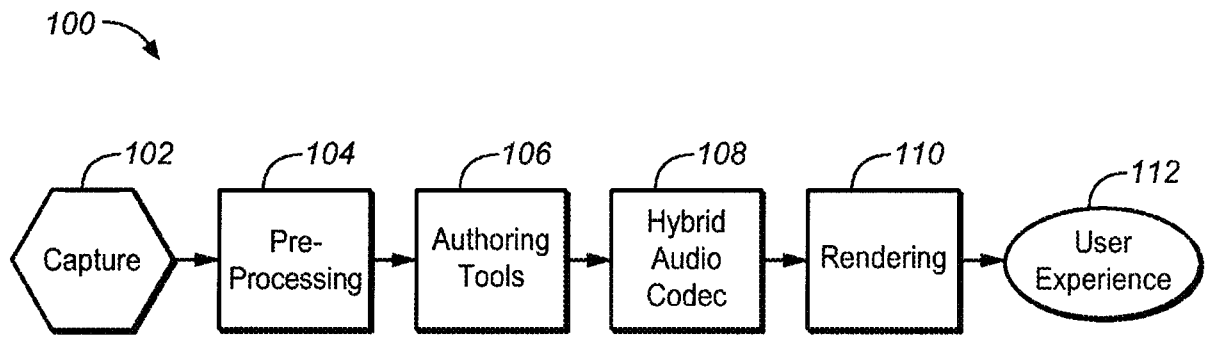 100
102
104
106
108
110
112
Capture
Pre-
Processing
Authoring
Tools
Hybrid
Audio
Codec
Rendering
User
Experience